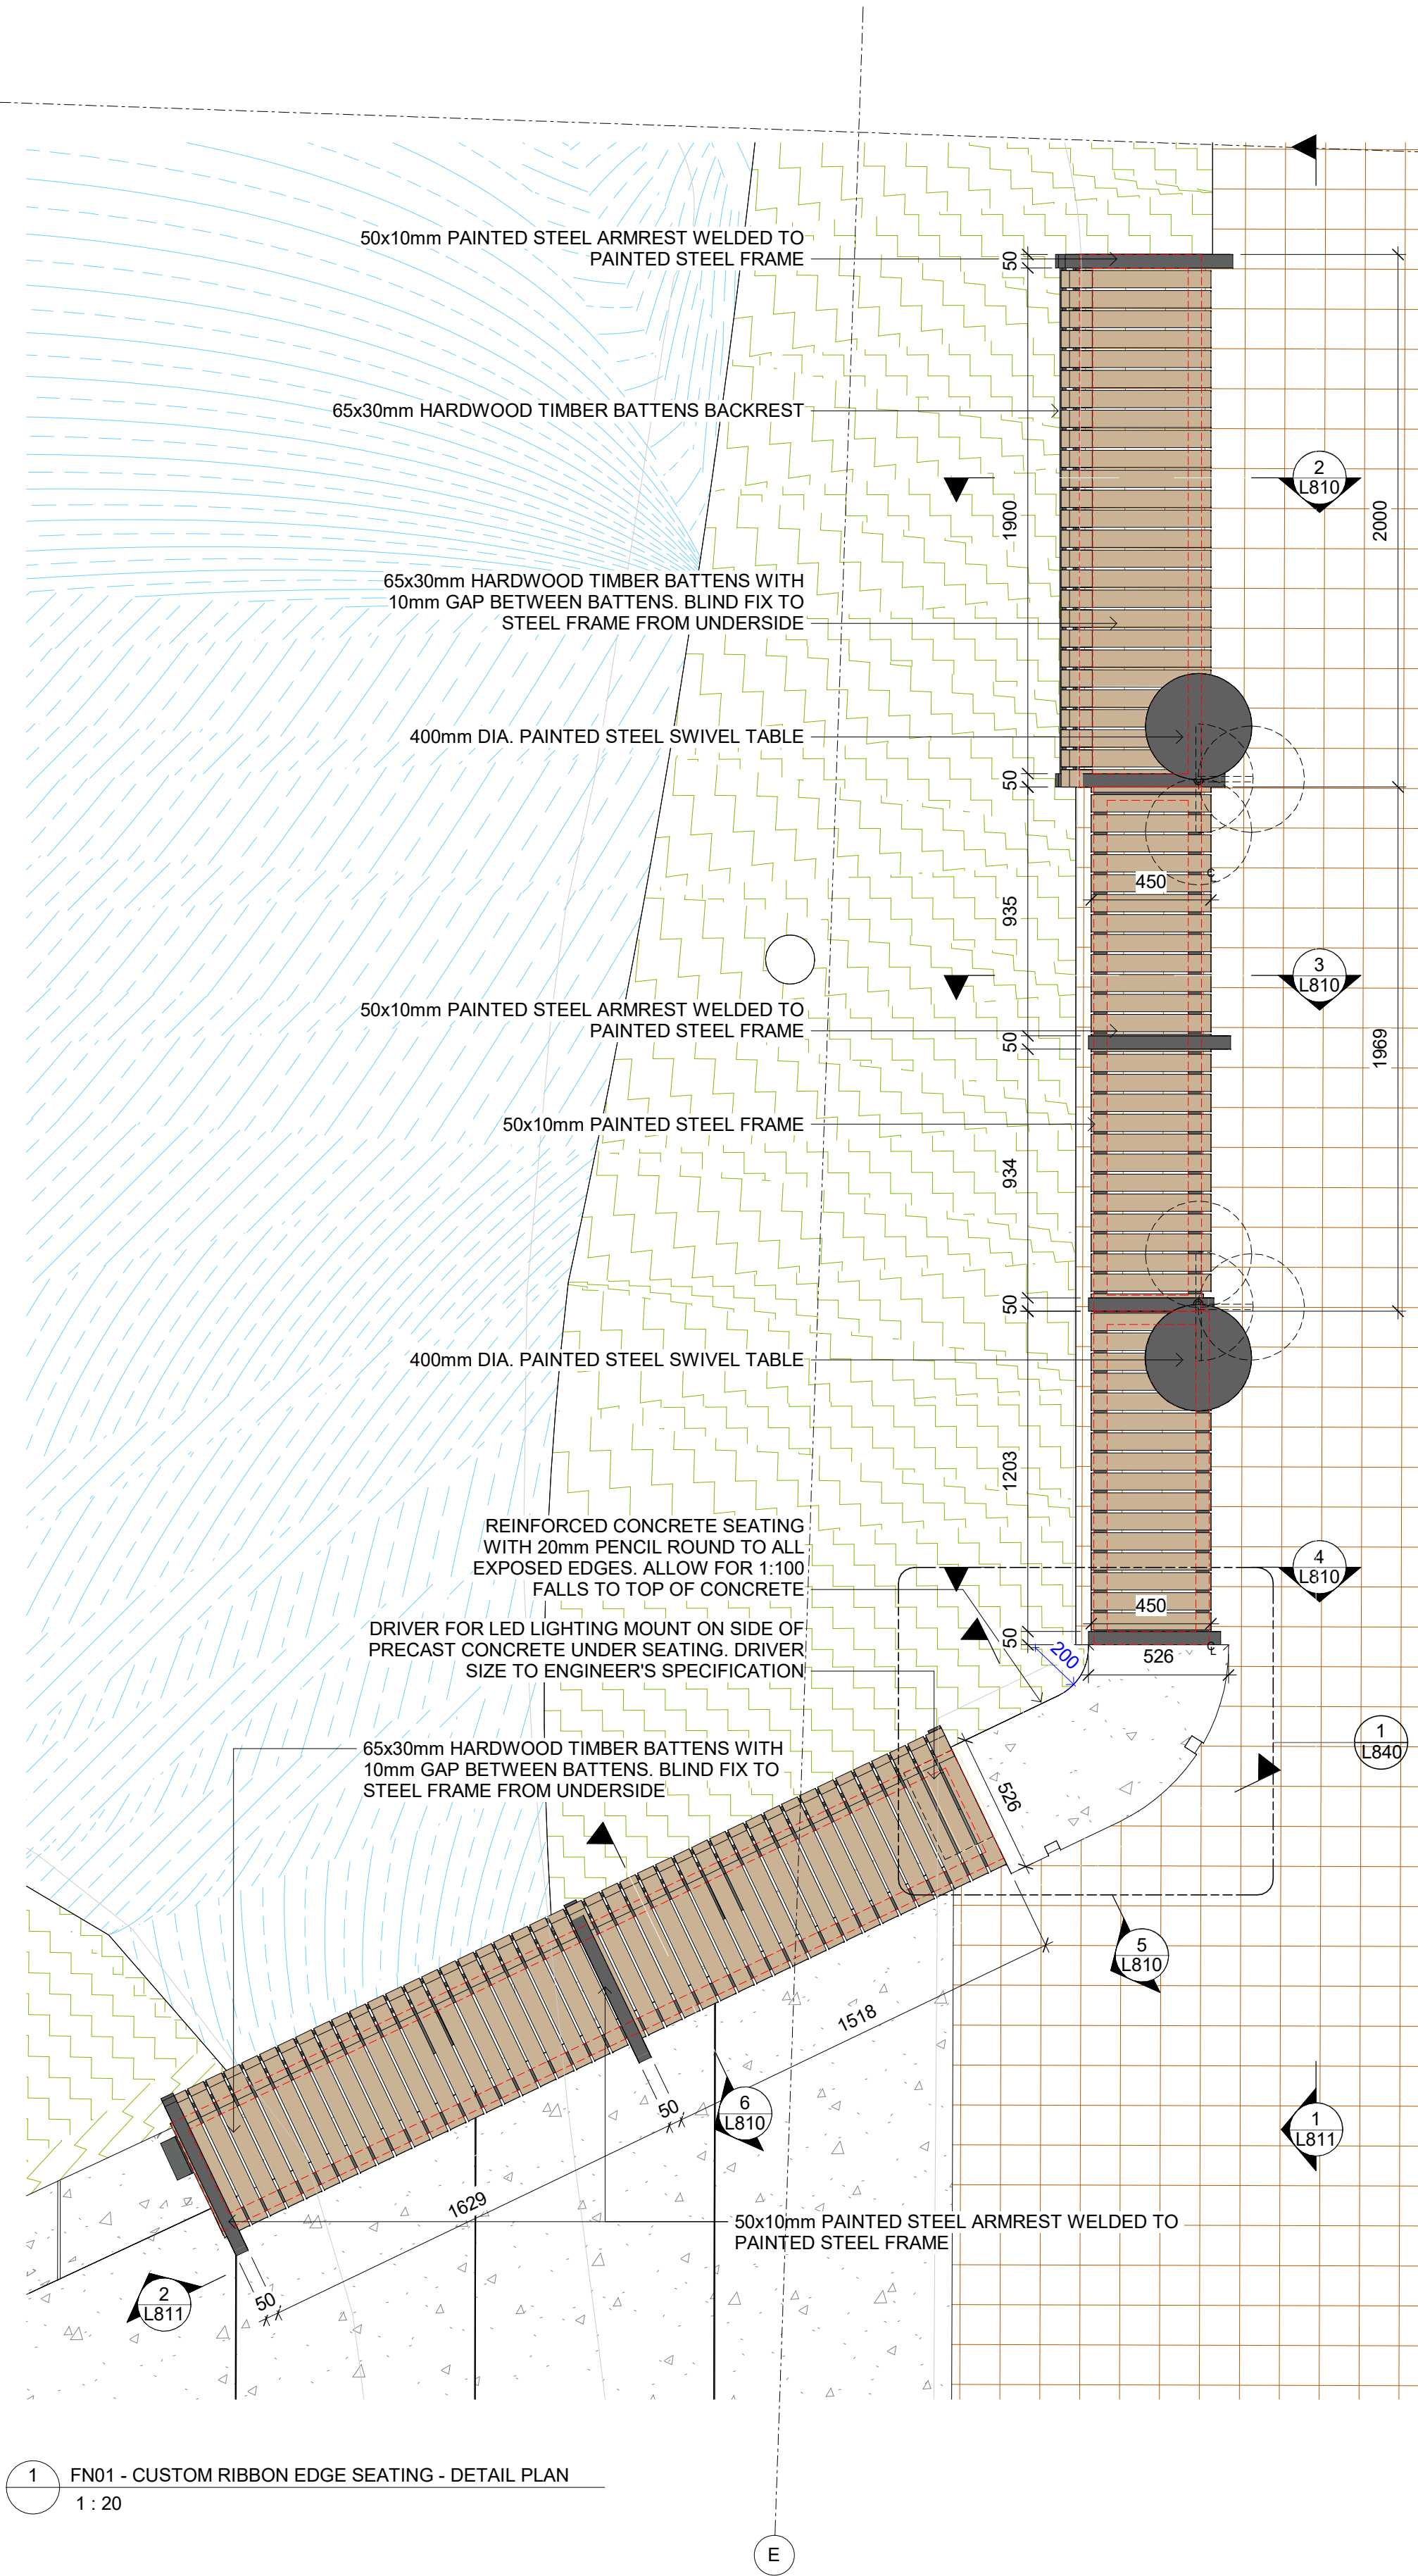 50x10mm PAINTED STEEL ARMREST WELDED TO
PAINTED STEEL FRAME
50
65x30mm HARDWOOD TIMBER BATTENS BACKREST
2
L810
1900
2000
65x30mm HARDWOOD TIMBER BATTENS WITH
10mm GAP BETWEEN BATTENS. BLIND FIX TO
STEEL FRAME FROM UNDERSIDE
400mm DIA. PAINTED STEEL SWIVEL TABLE
50
℄
450
935
3
L810
50x10mm PAINTED STEEL ARMREST WELDED TO
PAINTED STEEL FRAME
50
1969
50x10mm PAINTED STEEL FRAME
934
50
400mm DIA. PAINTED STEEL SWIVEL TABLE
1203
REINFORCED CONCRETE SEATING
WITH 20mm PENCIL ROUND TO ALL
EXPOSED EDGES. ALLOW FOR 1:100
FALLS TO TOP OF CONCRETE
4
L810
450
DRIVER FOR LED LIGHTING MOUNT ON SIDE OF
PRECAST CONCRETE UNDER SEATING. DRIVER
SIZE TO ENGINEER'S SPECIFICATION
50
200
526
℄
1
L840
65x30mm HARDWOOD TIMBER BATTENS WITH
10mm GAP BETWEEN BATTENS. BLIND FIX TO
STEEL FRAME FROM UNDERSIDE
526
5
L810
1518
50
6
L810
1
L811
1629
50x10mm PAINTED STEEL ARMREST WELDED TO
PAINTED STEEL FRAME
50
2
L811
1
FN01 - CUSTOM RIBBON EDGE SEATING - DETAIL PLAN
1 : 20
E